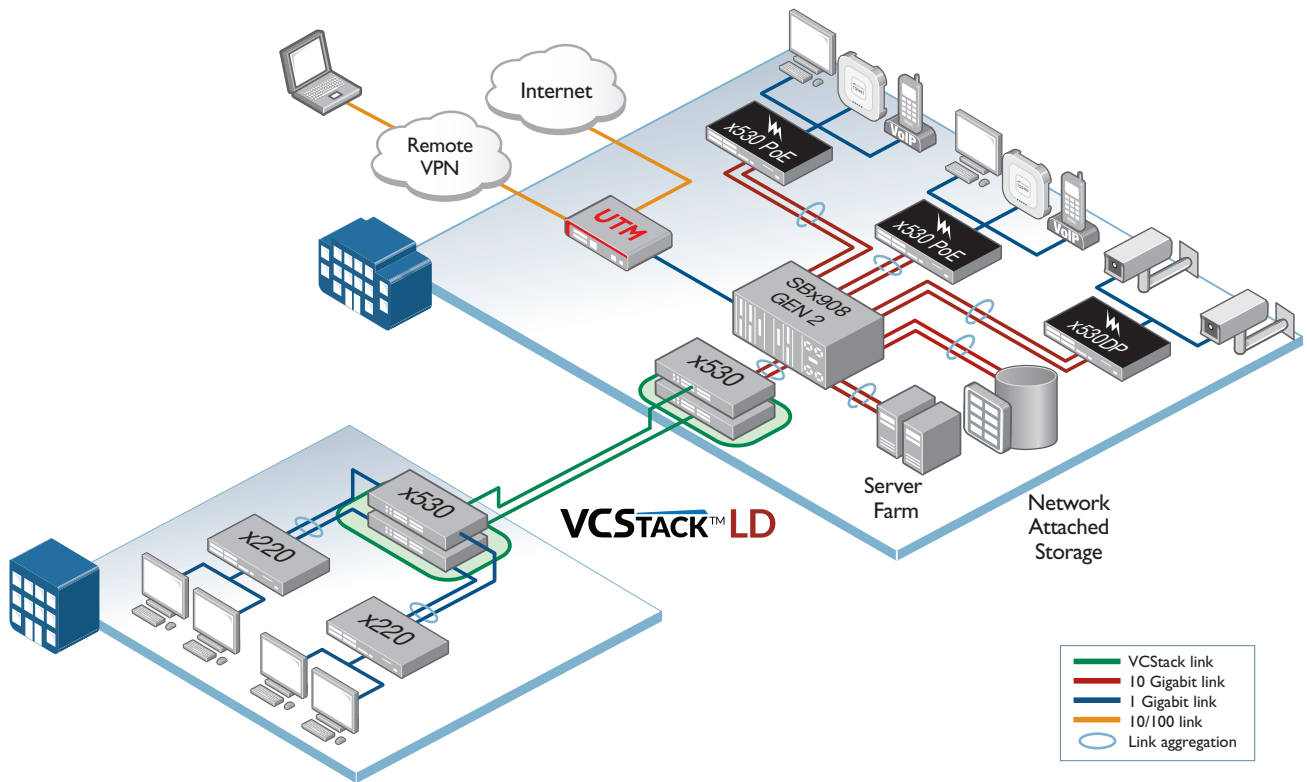 Internet
Remote
VPN
UTM
x530 PoE
VoIP
x530 PoE
VoIP
SBx908
GEN 2
x530DP
x530
x530
x220
x220
VCSTACK™ LD
Server
Farm
Network
Attached
Storage
VCStack link
10 Gigabit link
1 Gigabit link
10/100 link
Link aggregation